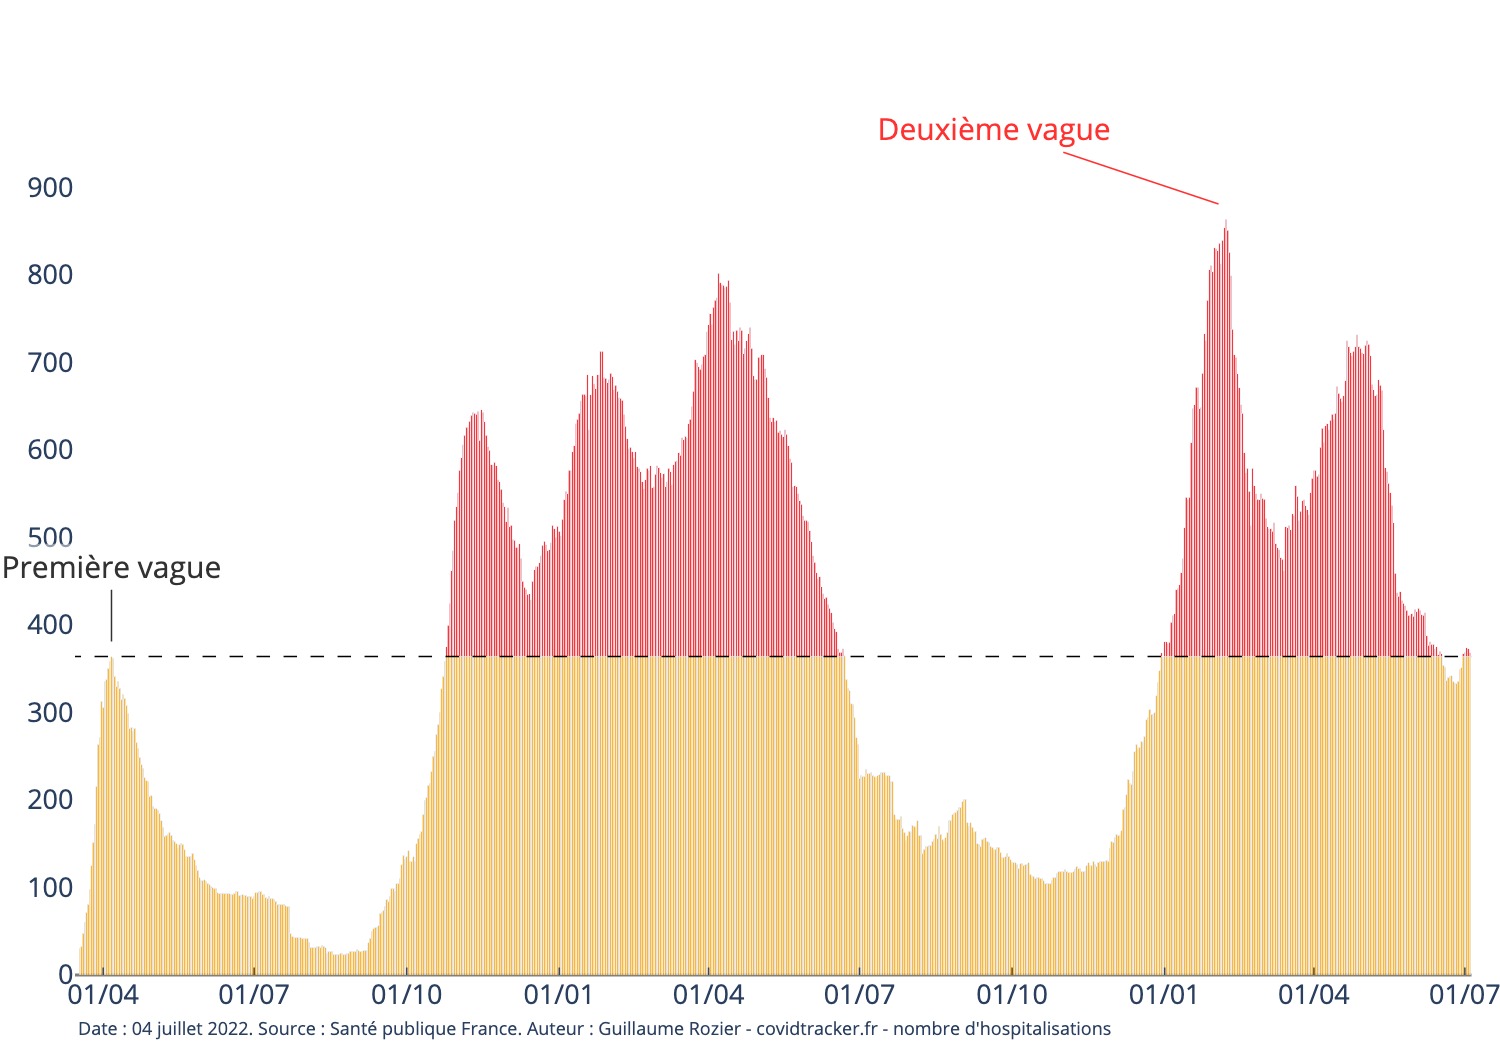 Deuxième vague
900
800
700
600
500
Première vague
400
300
200
100
0
01/04 01/07 01/10 01/01 01/04 01/07 01/10 01/01 01/04 01/07
Date : 04 juillet 2022. Source : Santé publique France. Auteur : Guillaume Rozier - covidtracker.fr - nombre d'hospitalisations